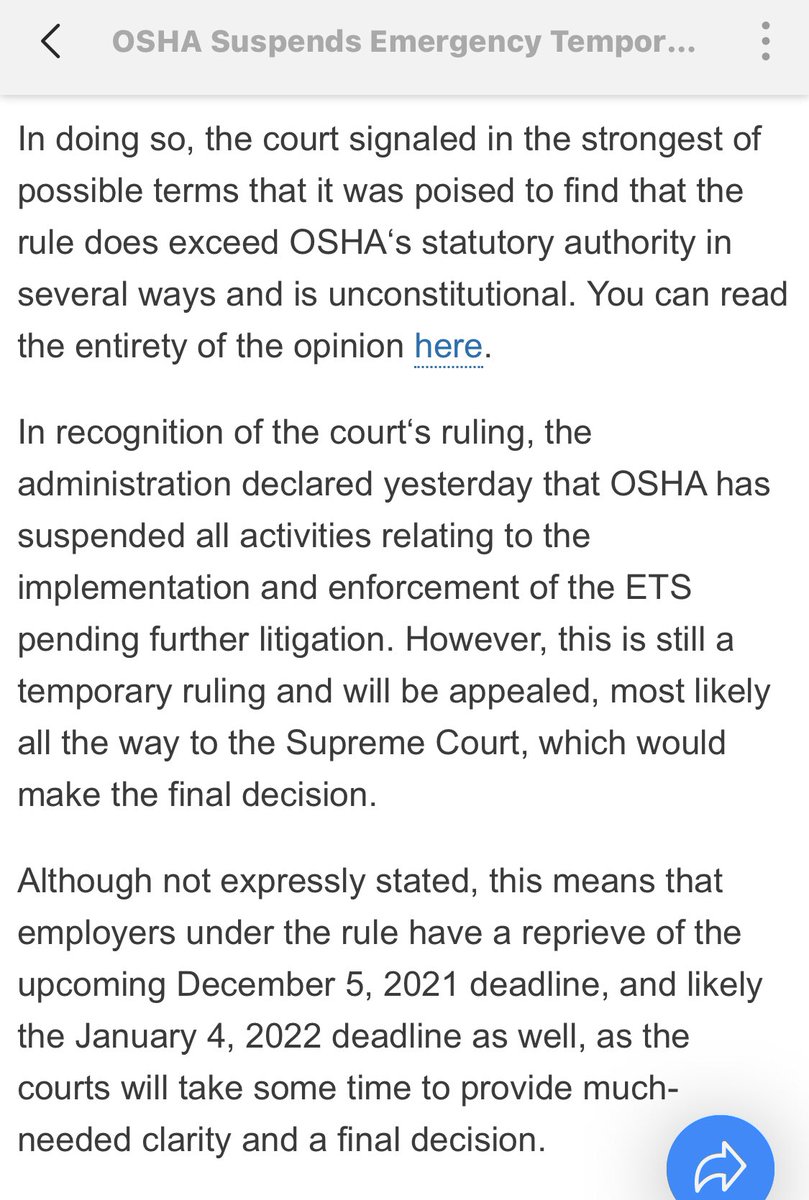 OSHA Suspends Emergency Tempor...
In doing so, the court signaled in the strongest of
possible terms that it was poised to find that the
rule does exceed OSHA‘s statutory authority in
several ways and is unconstitutional. You can read
the entirety of the opinion here.
In recognition of the court‘s ruling, the
administration declared yesterday that OSHA has
suspended all activities relating to the
implementation and enforcement of the ETS
pending further litigation. However, this is still a
temporary ruling and will be appealed, most likely
all the way to the Supreme Court, which would
make the final decision.
Although not expressly stated, this means that
employers under the rule have a reprieve of the
upcoming December 5, 2021 deadline, and likely
the January 4, 2022 deadline as well, as the
courts will take some time to provide much-
needed clarity and a final decision.